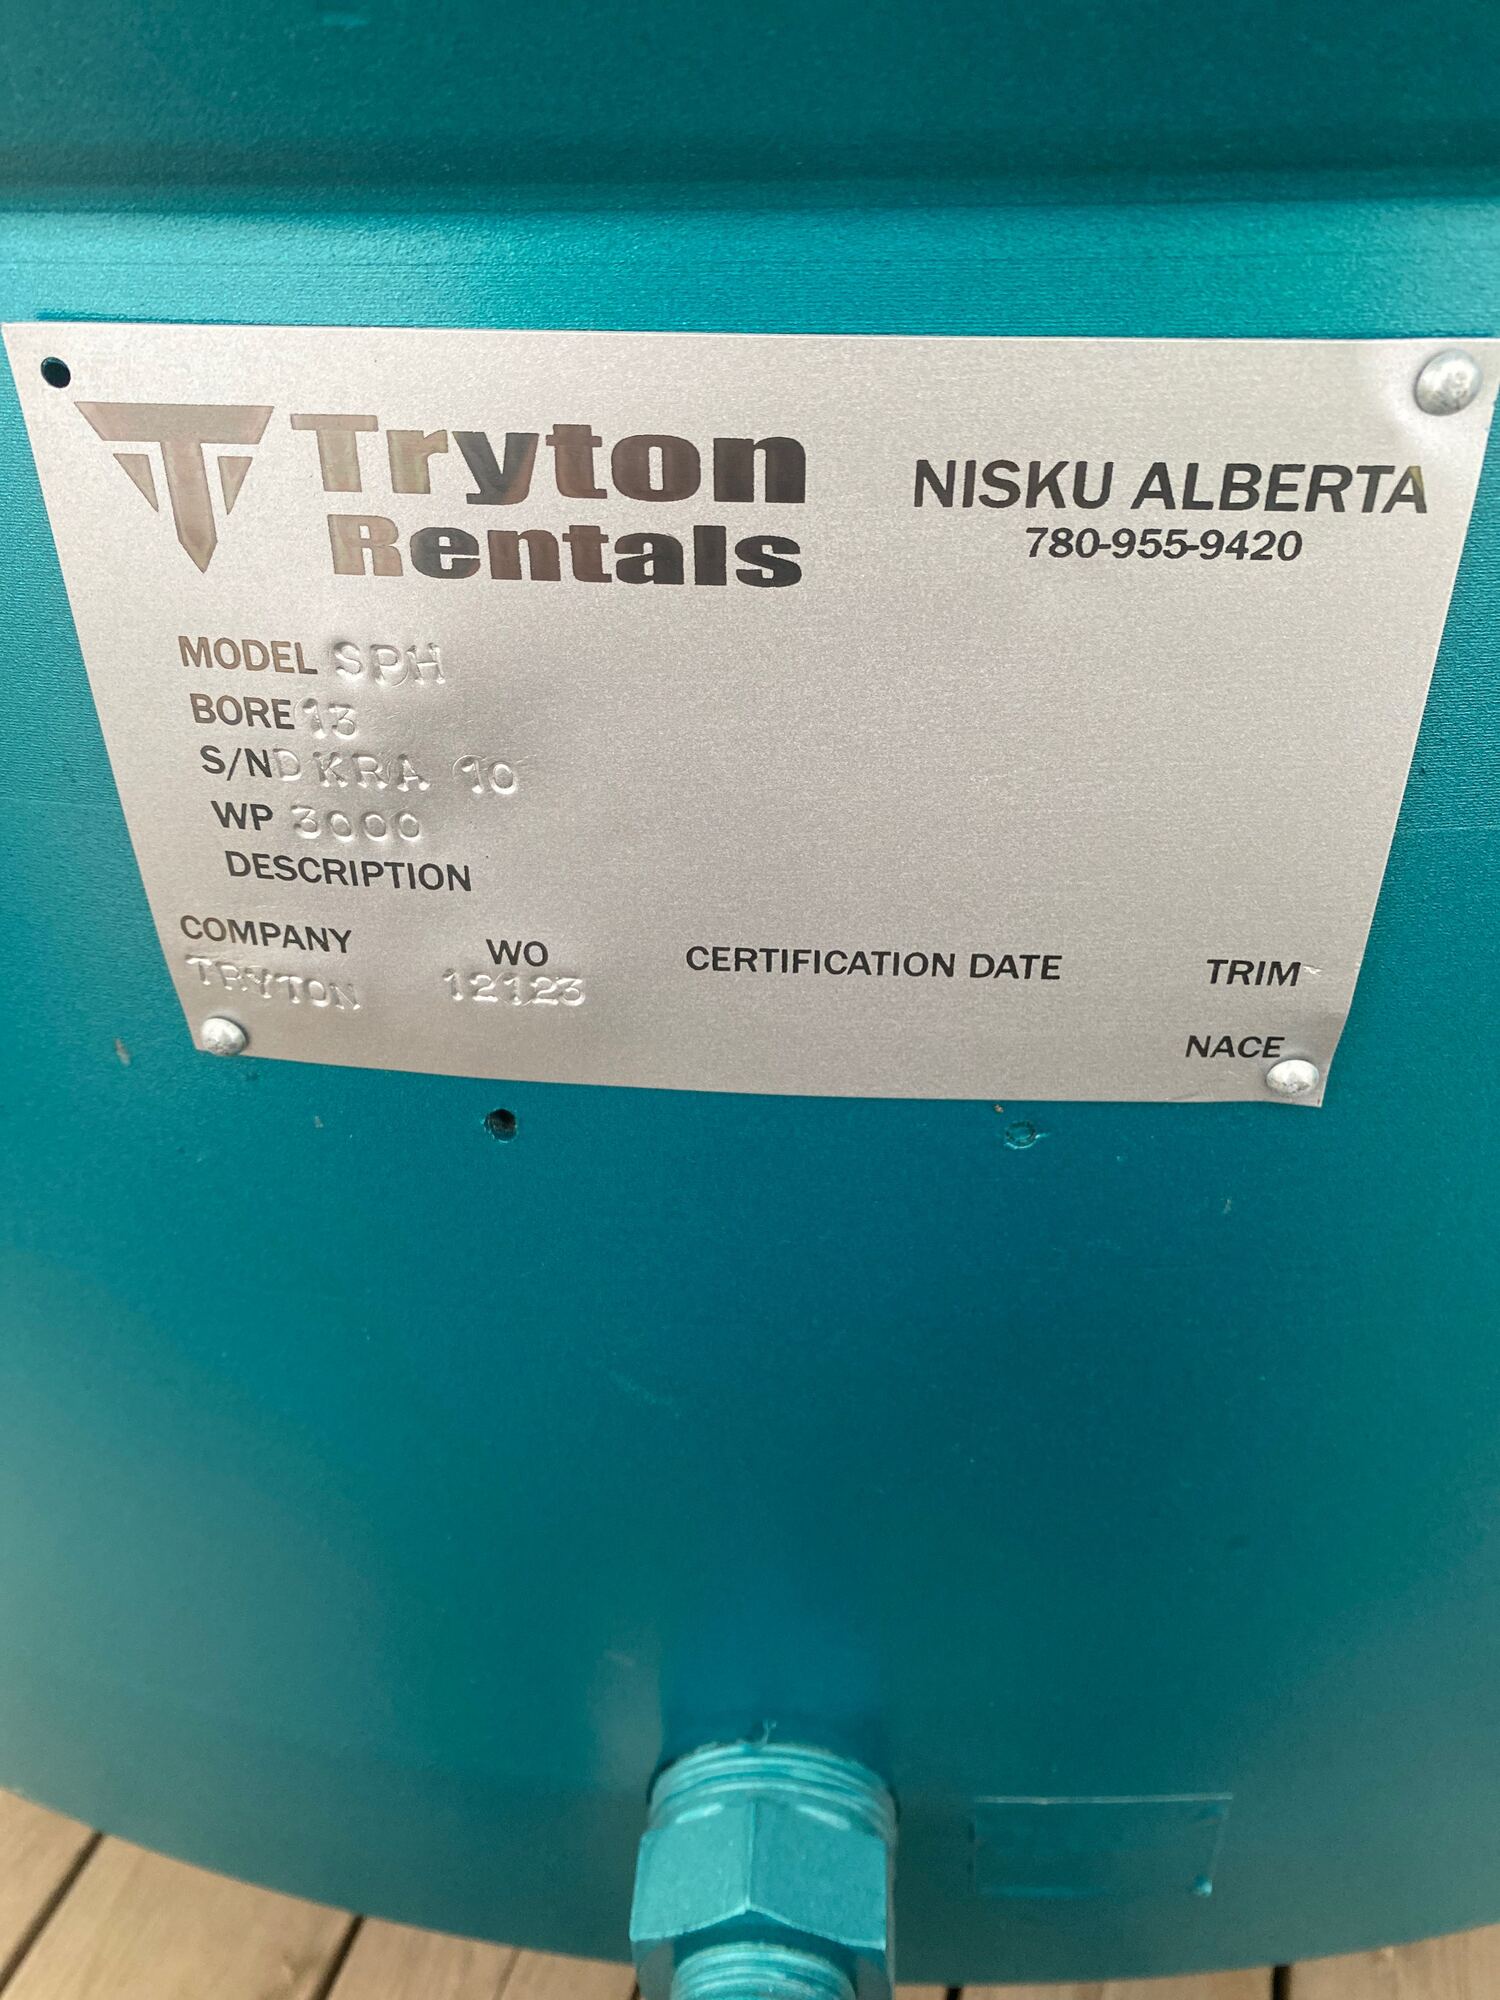 Tryton
Rentals
NISKU ALBERTA
780-955-9420
MODEL SPH
BORE 13
S/N DKRA 90
WP 3000
DESCRIPTION
COMPANY WO CERTIFICATION DATE TRIM
TRYTON 12123
NACE